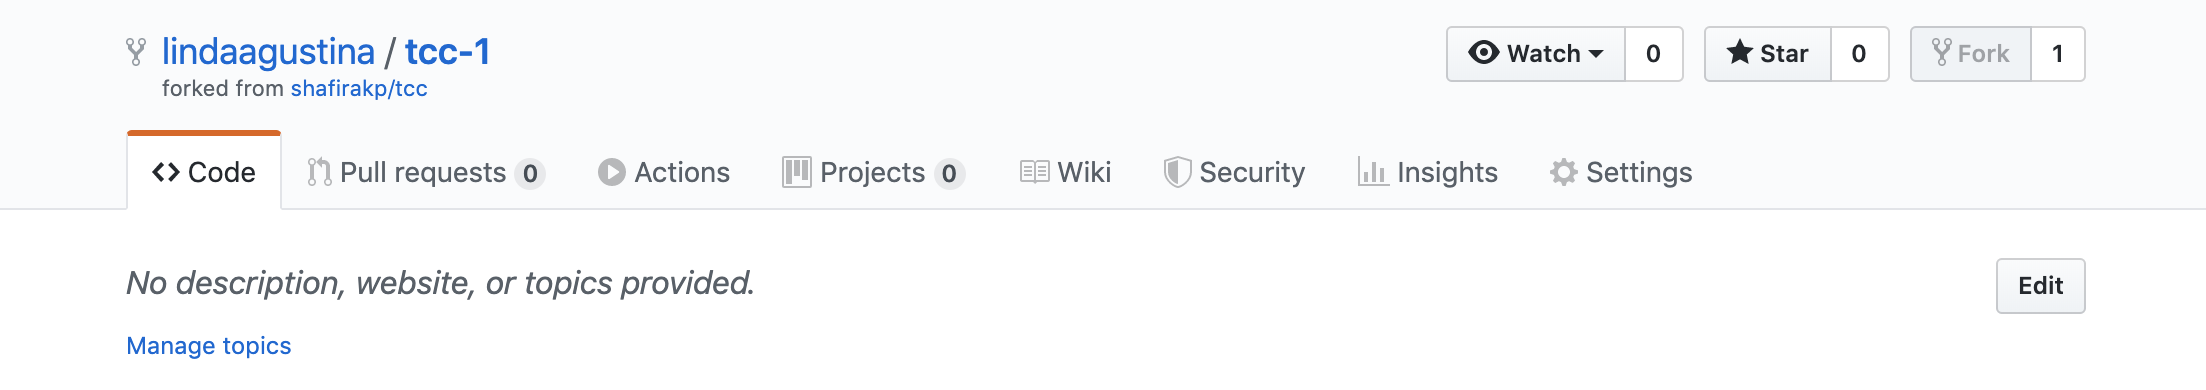 lindaagustina / tcc-1
Watch 0
Star 0
Fork 1
forked from shafirakp/tcc
Code
Pull requests 0
Actions
Projects 0
Wiki
Security
Insights
Settings
No description, website, or topics provided.
Edit
Manage topics